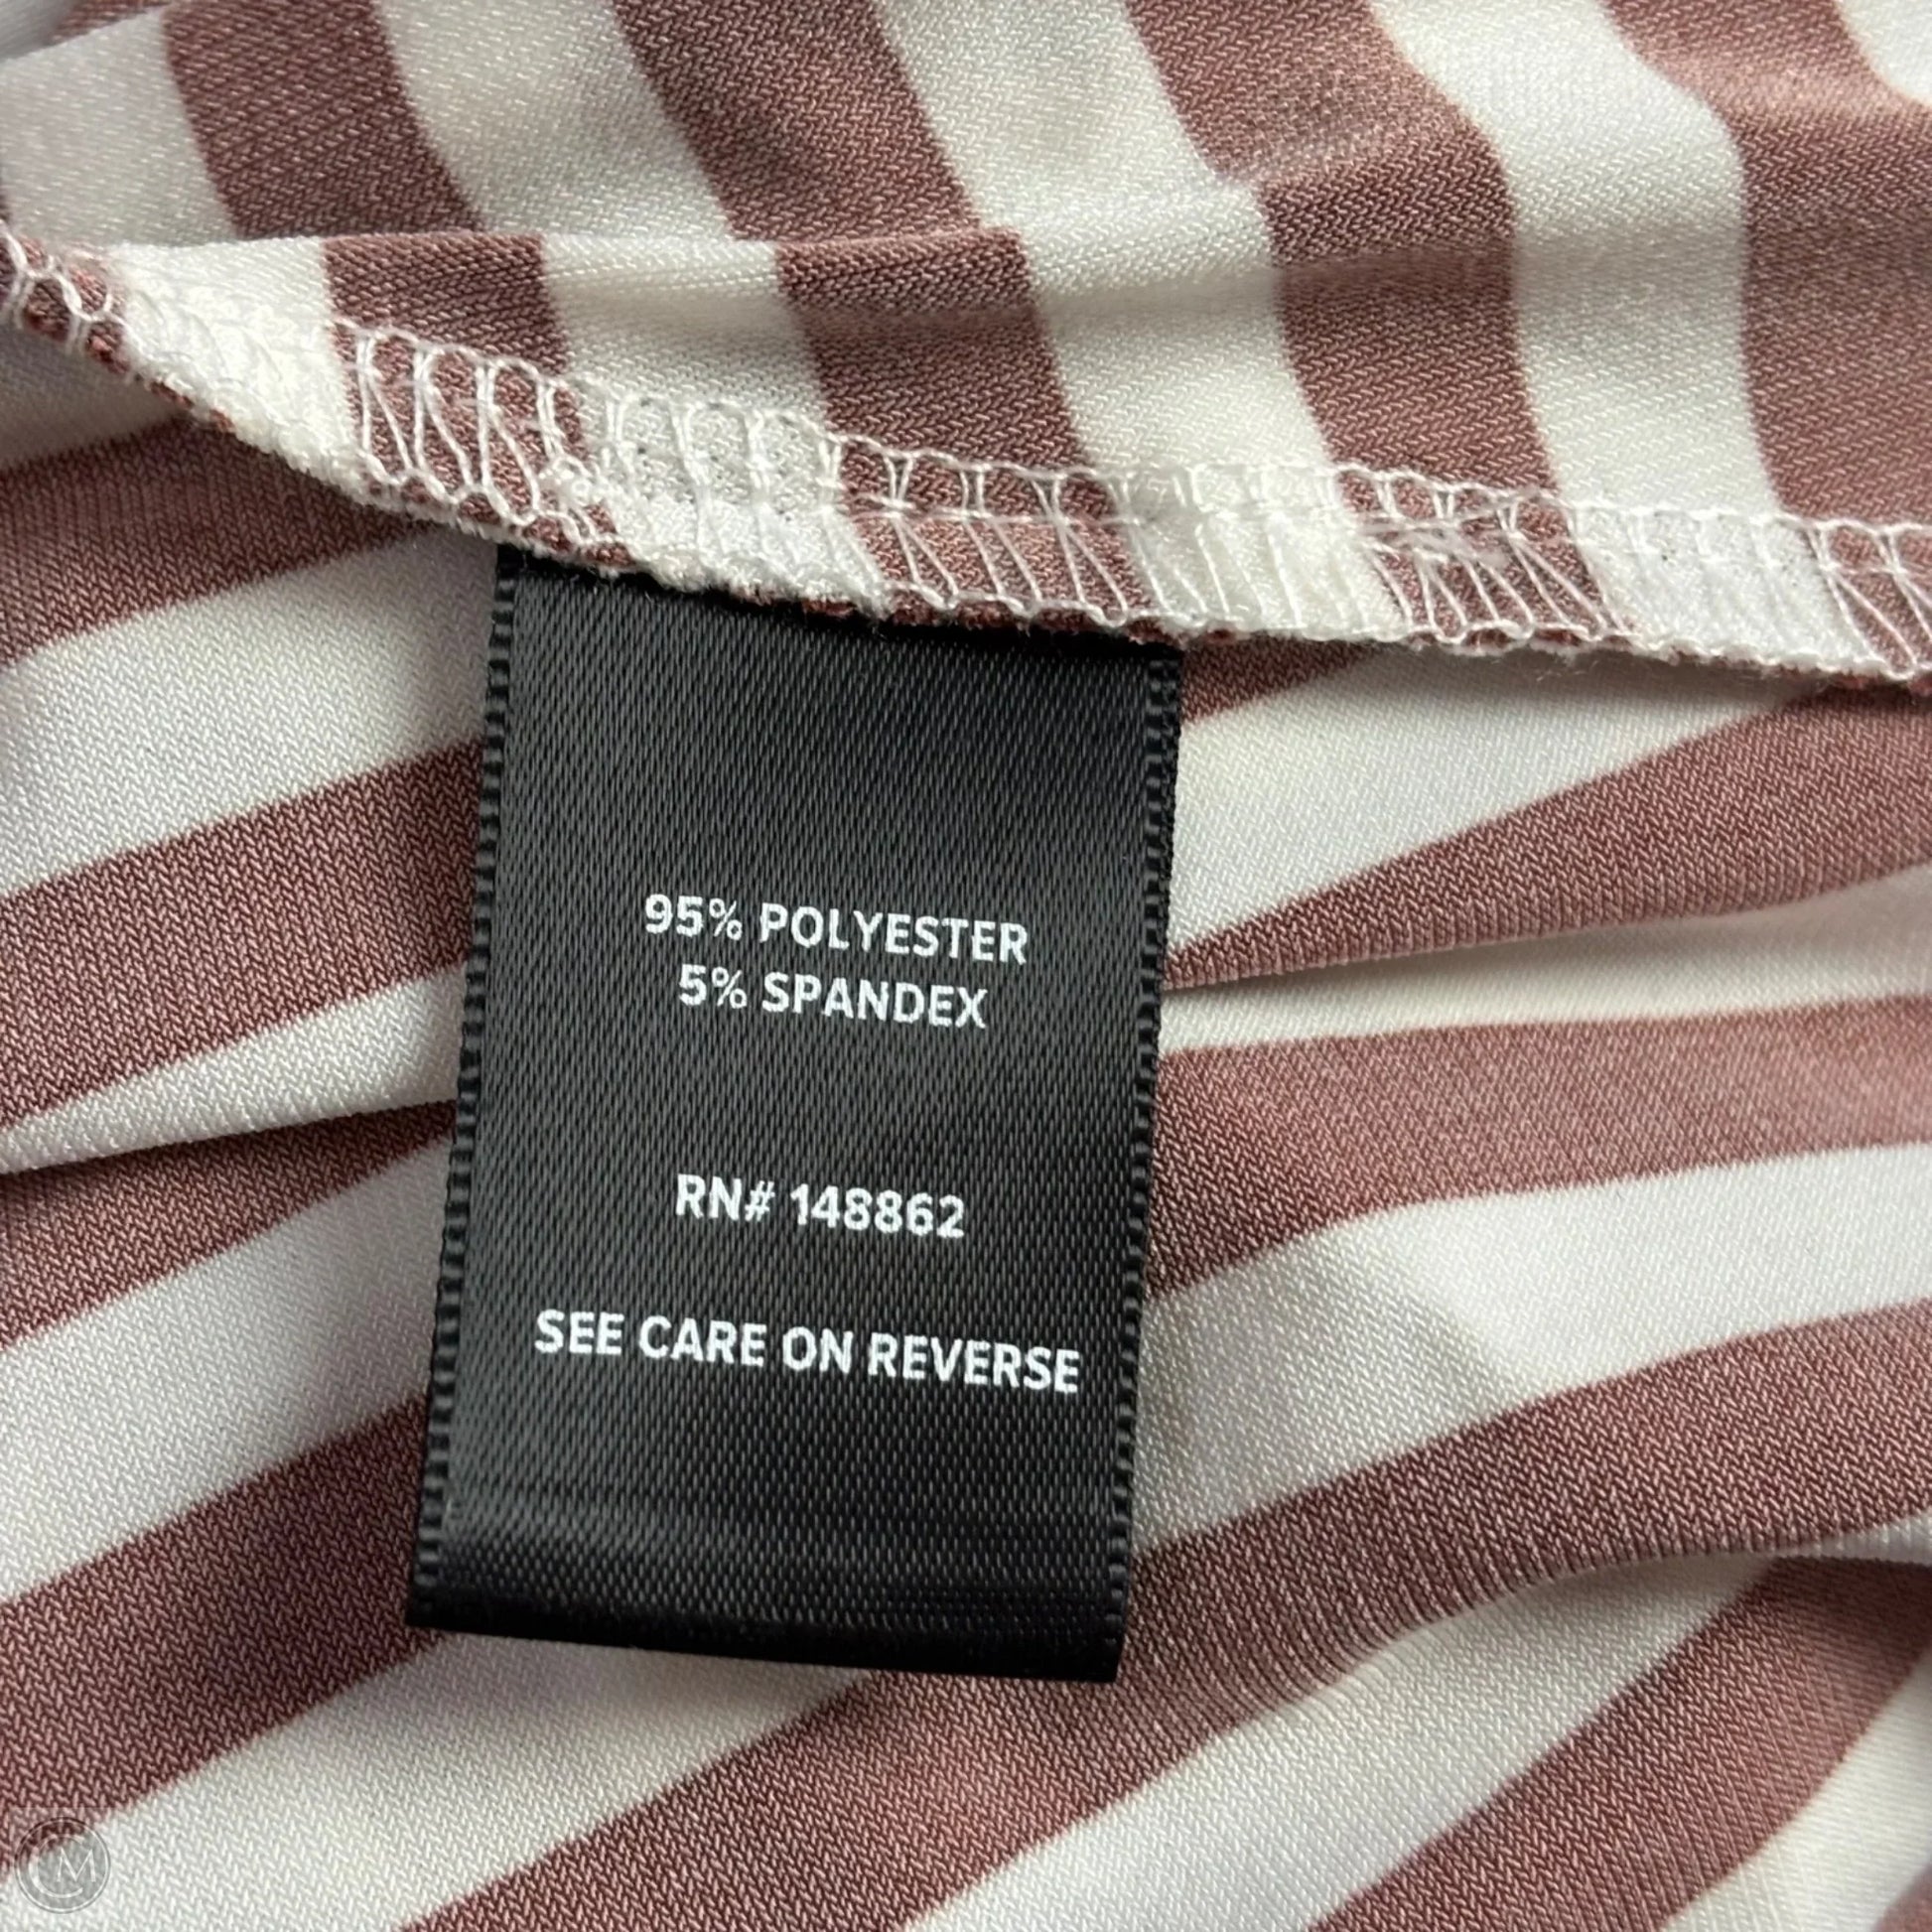 95% POLYESTER
5% SPANDEX
RN# 148862
SEE CARE ON REVERSE